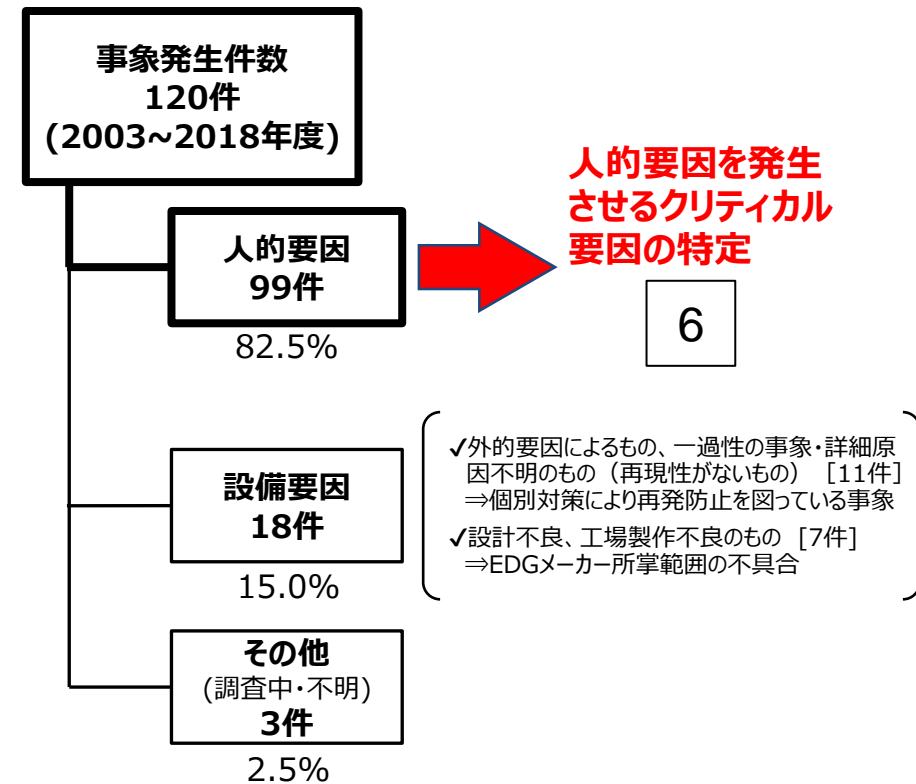 事象発生件数
120件
(2003~2018年度)
人的要因を発生
させるクリティカル
要因の特定
人的要因
99件
6
82.5%
✓外的要因によるもの、一過性の事象・詳細原
因不明のもの（再現性がないもの） [11件]
⇒個別対策により再発防止を図っている事象
設備要因
18件
✓設計不良、工場製作不良のもの [7件]
⇒EDGメーカー所掌範囲の不具合
15.0%
その他
(調査中・不明)
3件
2.5%